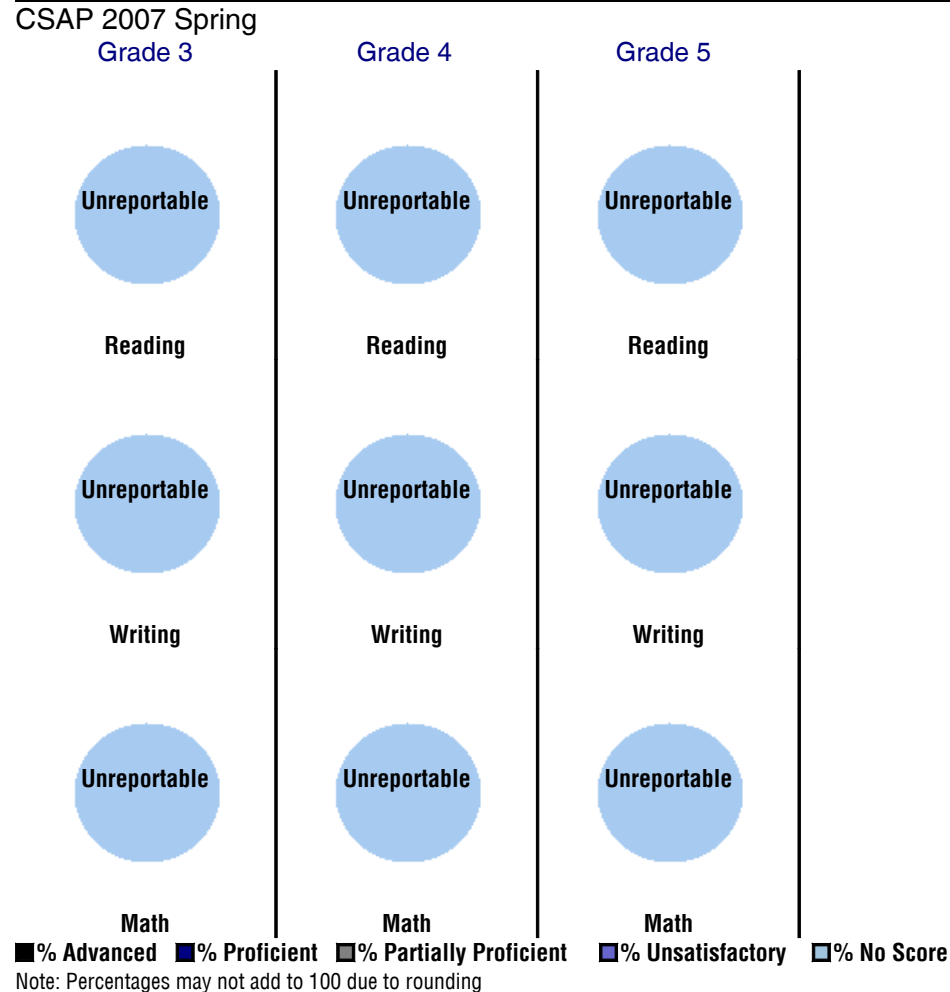 CSAP 2007 Spring
Grade 3 Grade 4 Grade 5
Unreportable Unreportable Unreportable
Reading Reading Reading
Unreportable Unreportable Unreportable
Writing Writing Writing
Unreportable Unreportable Unreportable
Math Math Math
% Advanced % Proficient % Partially Proficient % Unsatisfactory % No Score
Note: Percentages may not add to 100 due to rounding